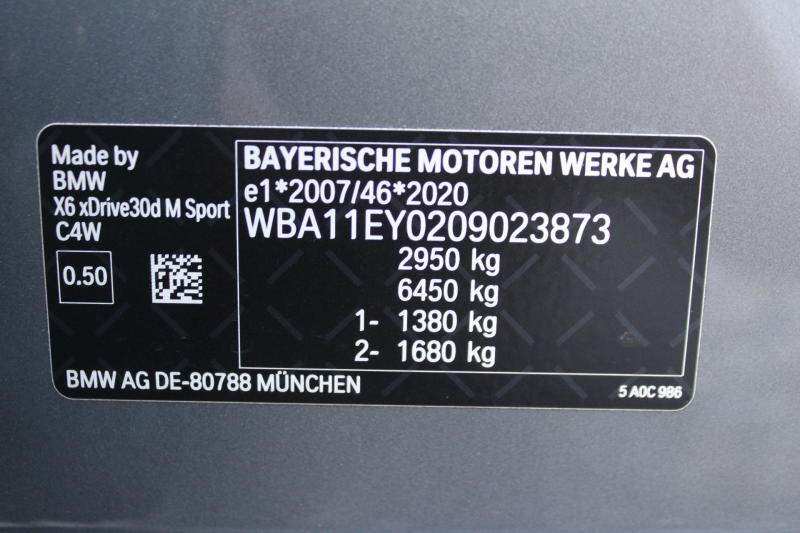 Made by
BMW
X6 xDrive30d M Sport
C4W
0.50
BAYERISCHE MOTOREN WERKE AG
e1*2007/46*2020
WBA11EY0209023873
2950 kg
6450 kg
1- 1380 kg
2- 1680 kg
BMW AG DE-80788 MÜNCHEN
5 A0C 986